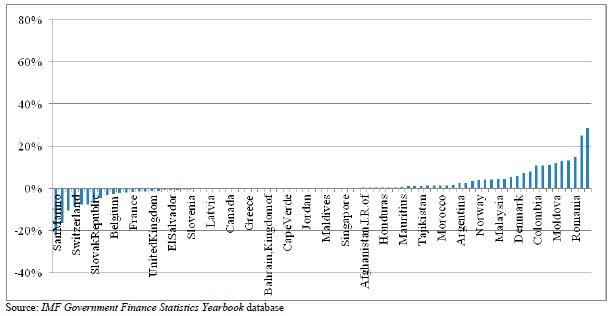 80%
60%
40%
20%
0%
-20%
-40%
SanMarino
Switzerland
SlovakRepublic
Belgium
France
UnitedKingdom
ElSalvador
Slovenia
Latvia
Canada
Greece
Bahrain,Kingdomof
CapeVerde
Jordan
Maldives
Singapore
Afghanistan,I.R.of
Honduras
Mauritius
Tajikistan
Morocco
Argentina
Norway
Malaysia
Denmark
Colombia
Moldova
Romania
Source: IMF Government Finance Statistics Yearbook database